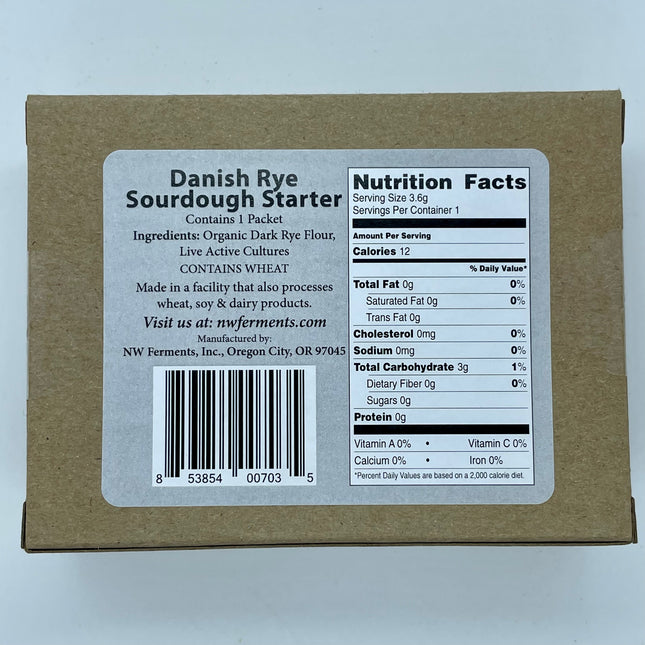 Danish Rye
Sourdough Starter
Contains 1 Packet
Ingredients: Organic Dark Rye Flour,
Live Active Cultures
CONTAINS WHEAT
Made in a facility that also processes
wheat, soy & dairy products.
Visit us at: nwferments.com
Manufactured by:
NW Ferments, Inc., Oregon City, OR 97045
8 53854 00703 5
Nutrition Facts
Serving Size 3.6g
Servings Per Container 1
Amount Per Serving
Calories 12
% Daily Value*
Total Fat 0g 0%
Saturated Fat 0g 0%
Trans Fat 0g
Cholesterol 0mg 0%
Sodium 0mg 0%
Total Carbohydrate 3g 1%
Dietary Fiber 0g 0%
Sugars 0g
Protein 0g
Vitamin A 0% • Vitamin C 0%
Calcium 0% • Iron 0%
*Percent Daily Values are based on a 2,000 calorie diet.